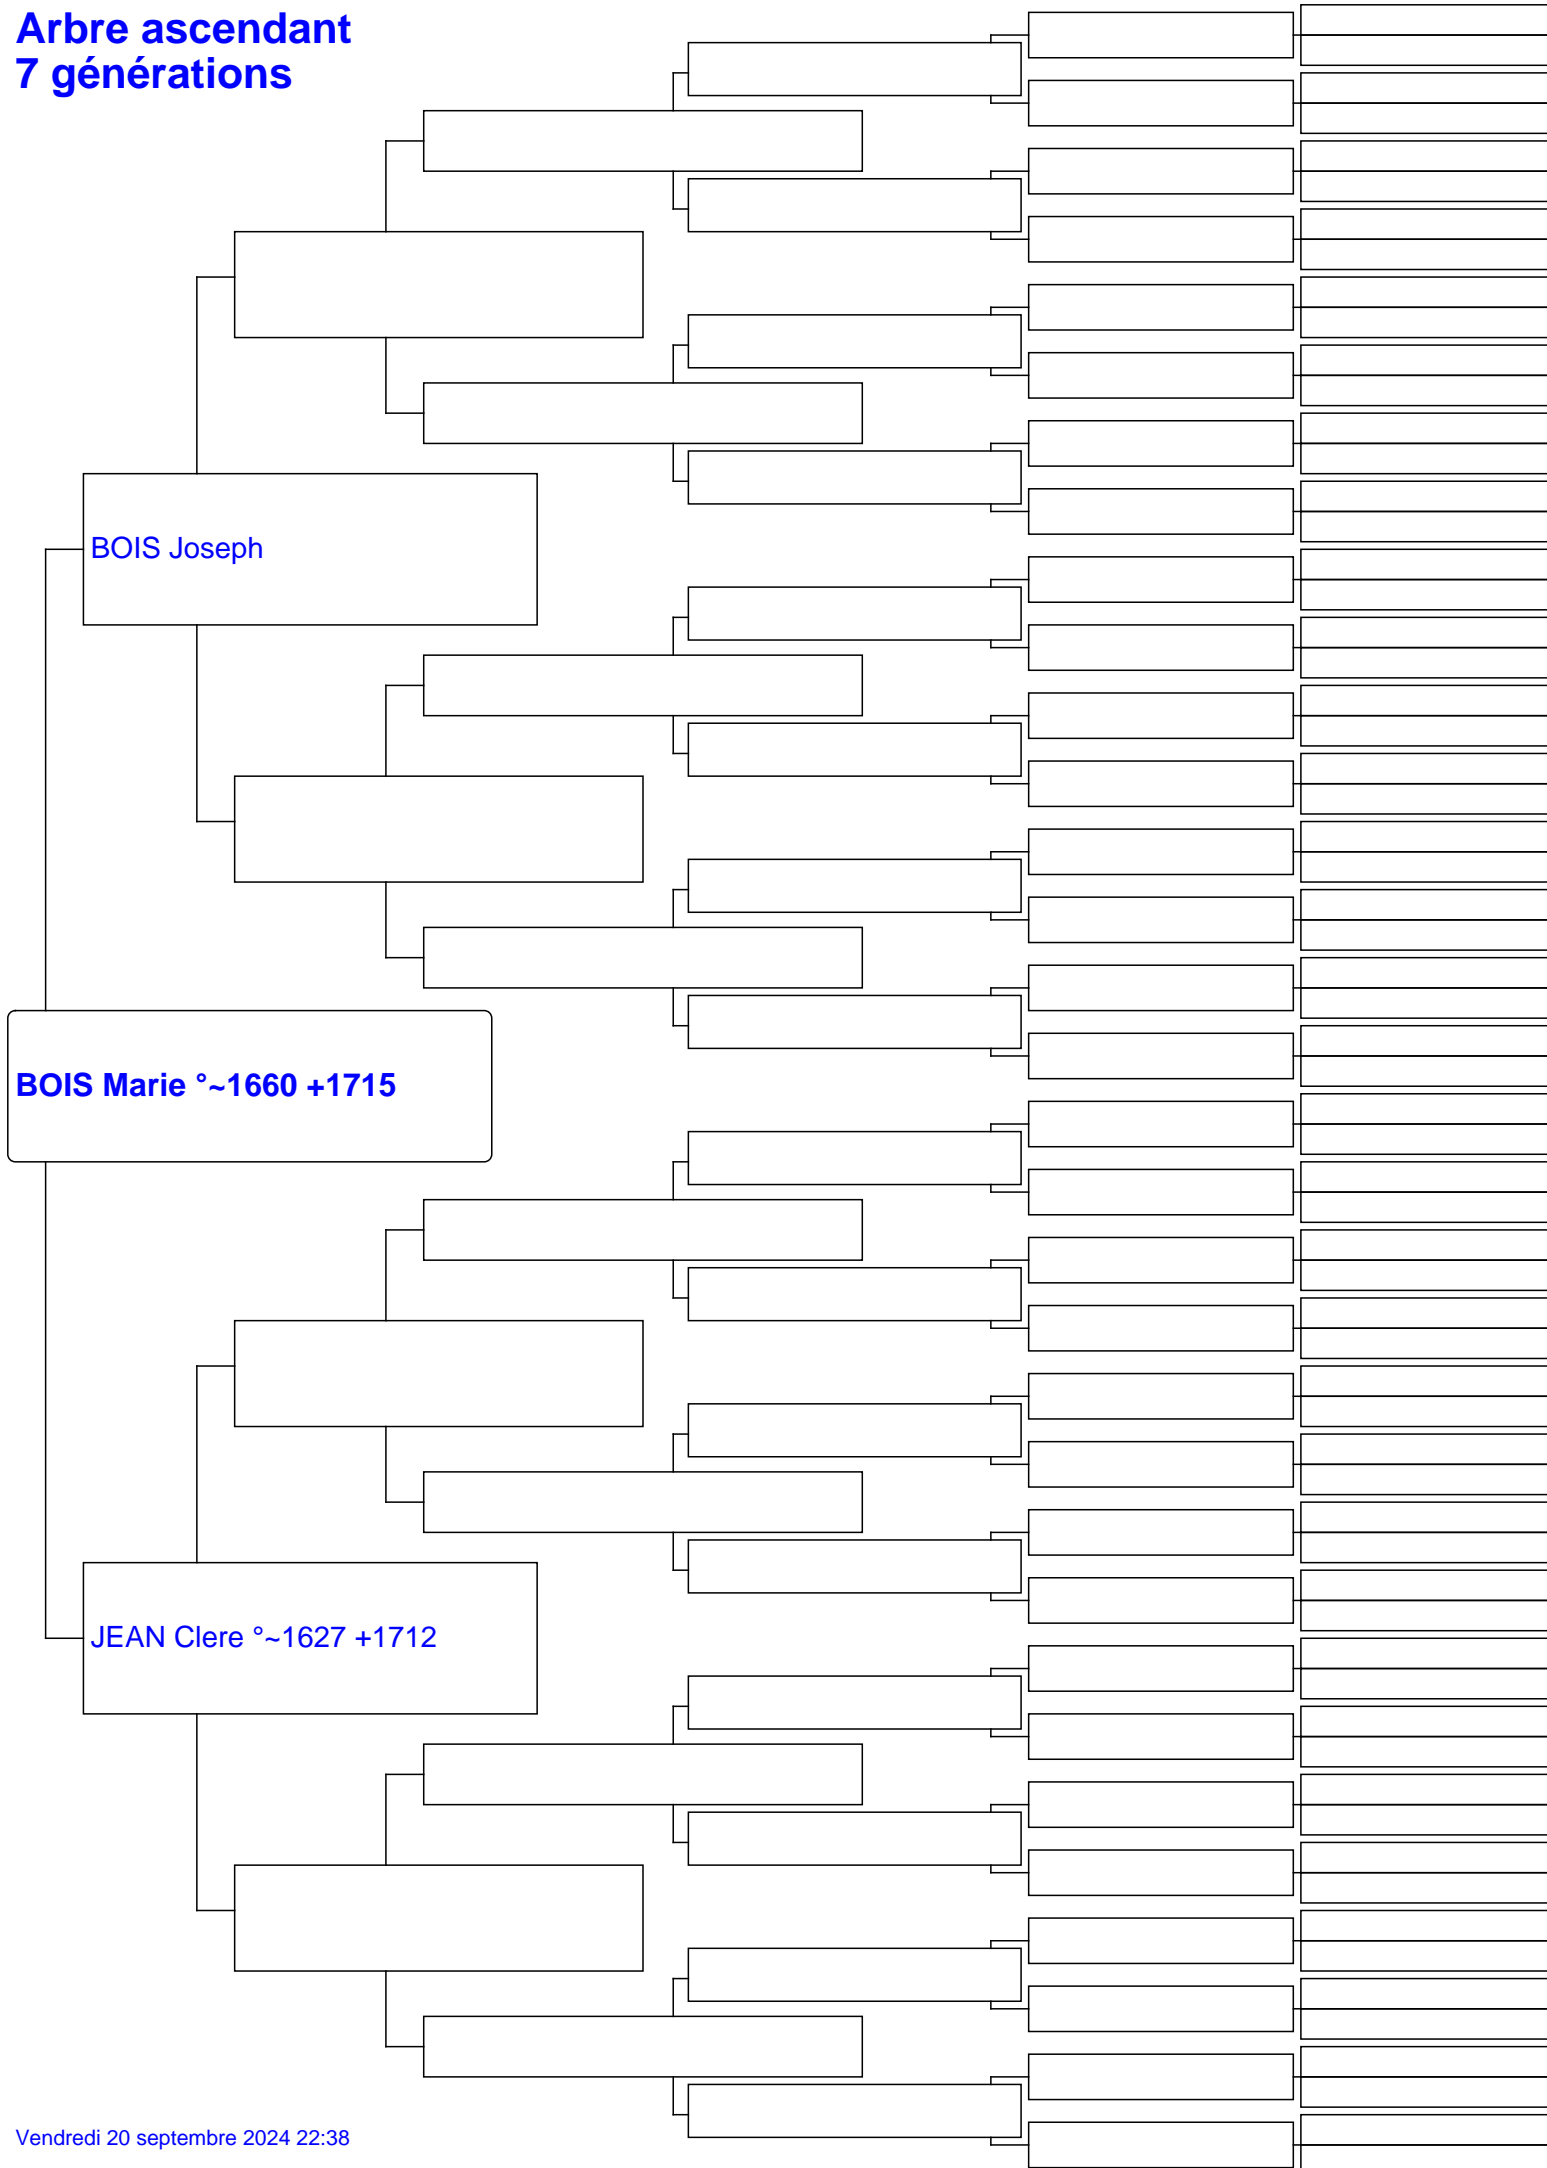 Arbre ascendant
7 générations
BOIS Joseph
BOIS Marie °~1660 +1715
JEAN Clere °~1627 +1712
Vendredi 20 septembre 2024 22:38